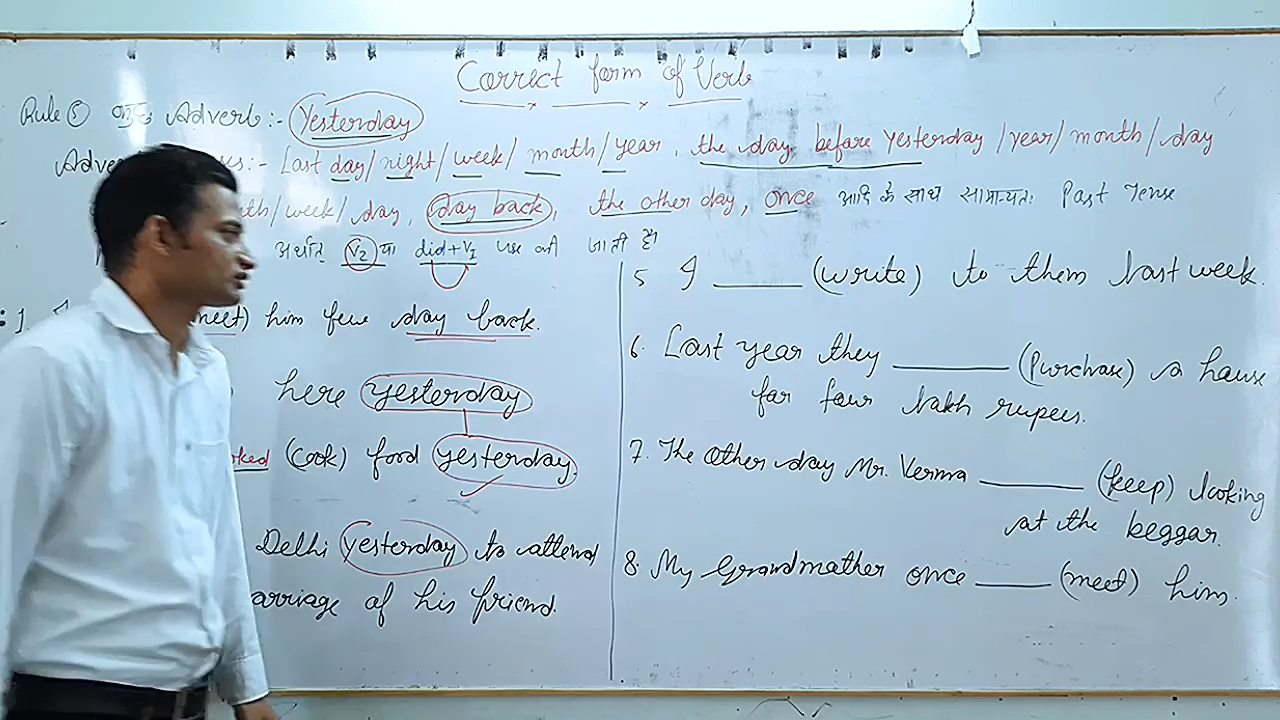 Correct form of Verb
Rule ⑤ कुछ Adverb:- Yesterday
Last day/night/week/month/year, the day before yesterday/year/month/day
/week/day, day back, the other day, once आदि के साथ सामान्यतः Past Tense
अर्थात V2 या did+V1 use की जाती है।
1. him few day back.
here yesterday
(cook) food yesterday.
Delhi yesterday to attend
of his friend.
5 I ______ (write) to them last week.
6. Last year they ______ (purchase) a house
for four lakh rupees.
7. The other day Mr. Verma ______ (keep) looking
at the beggar.
8. My Grandmother once ______ (meet) him.